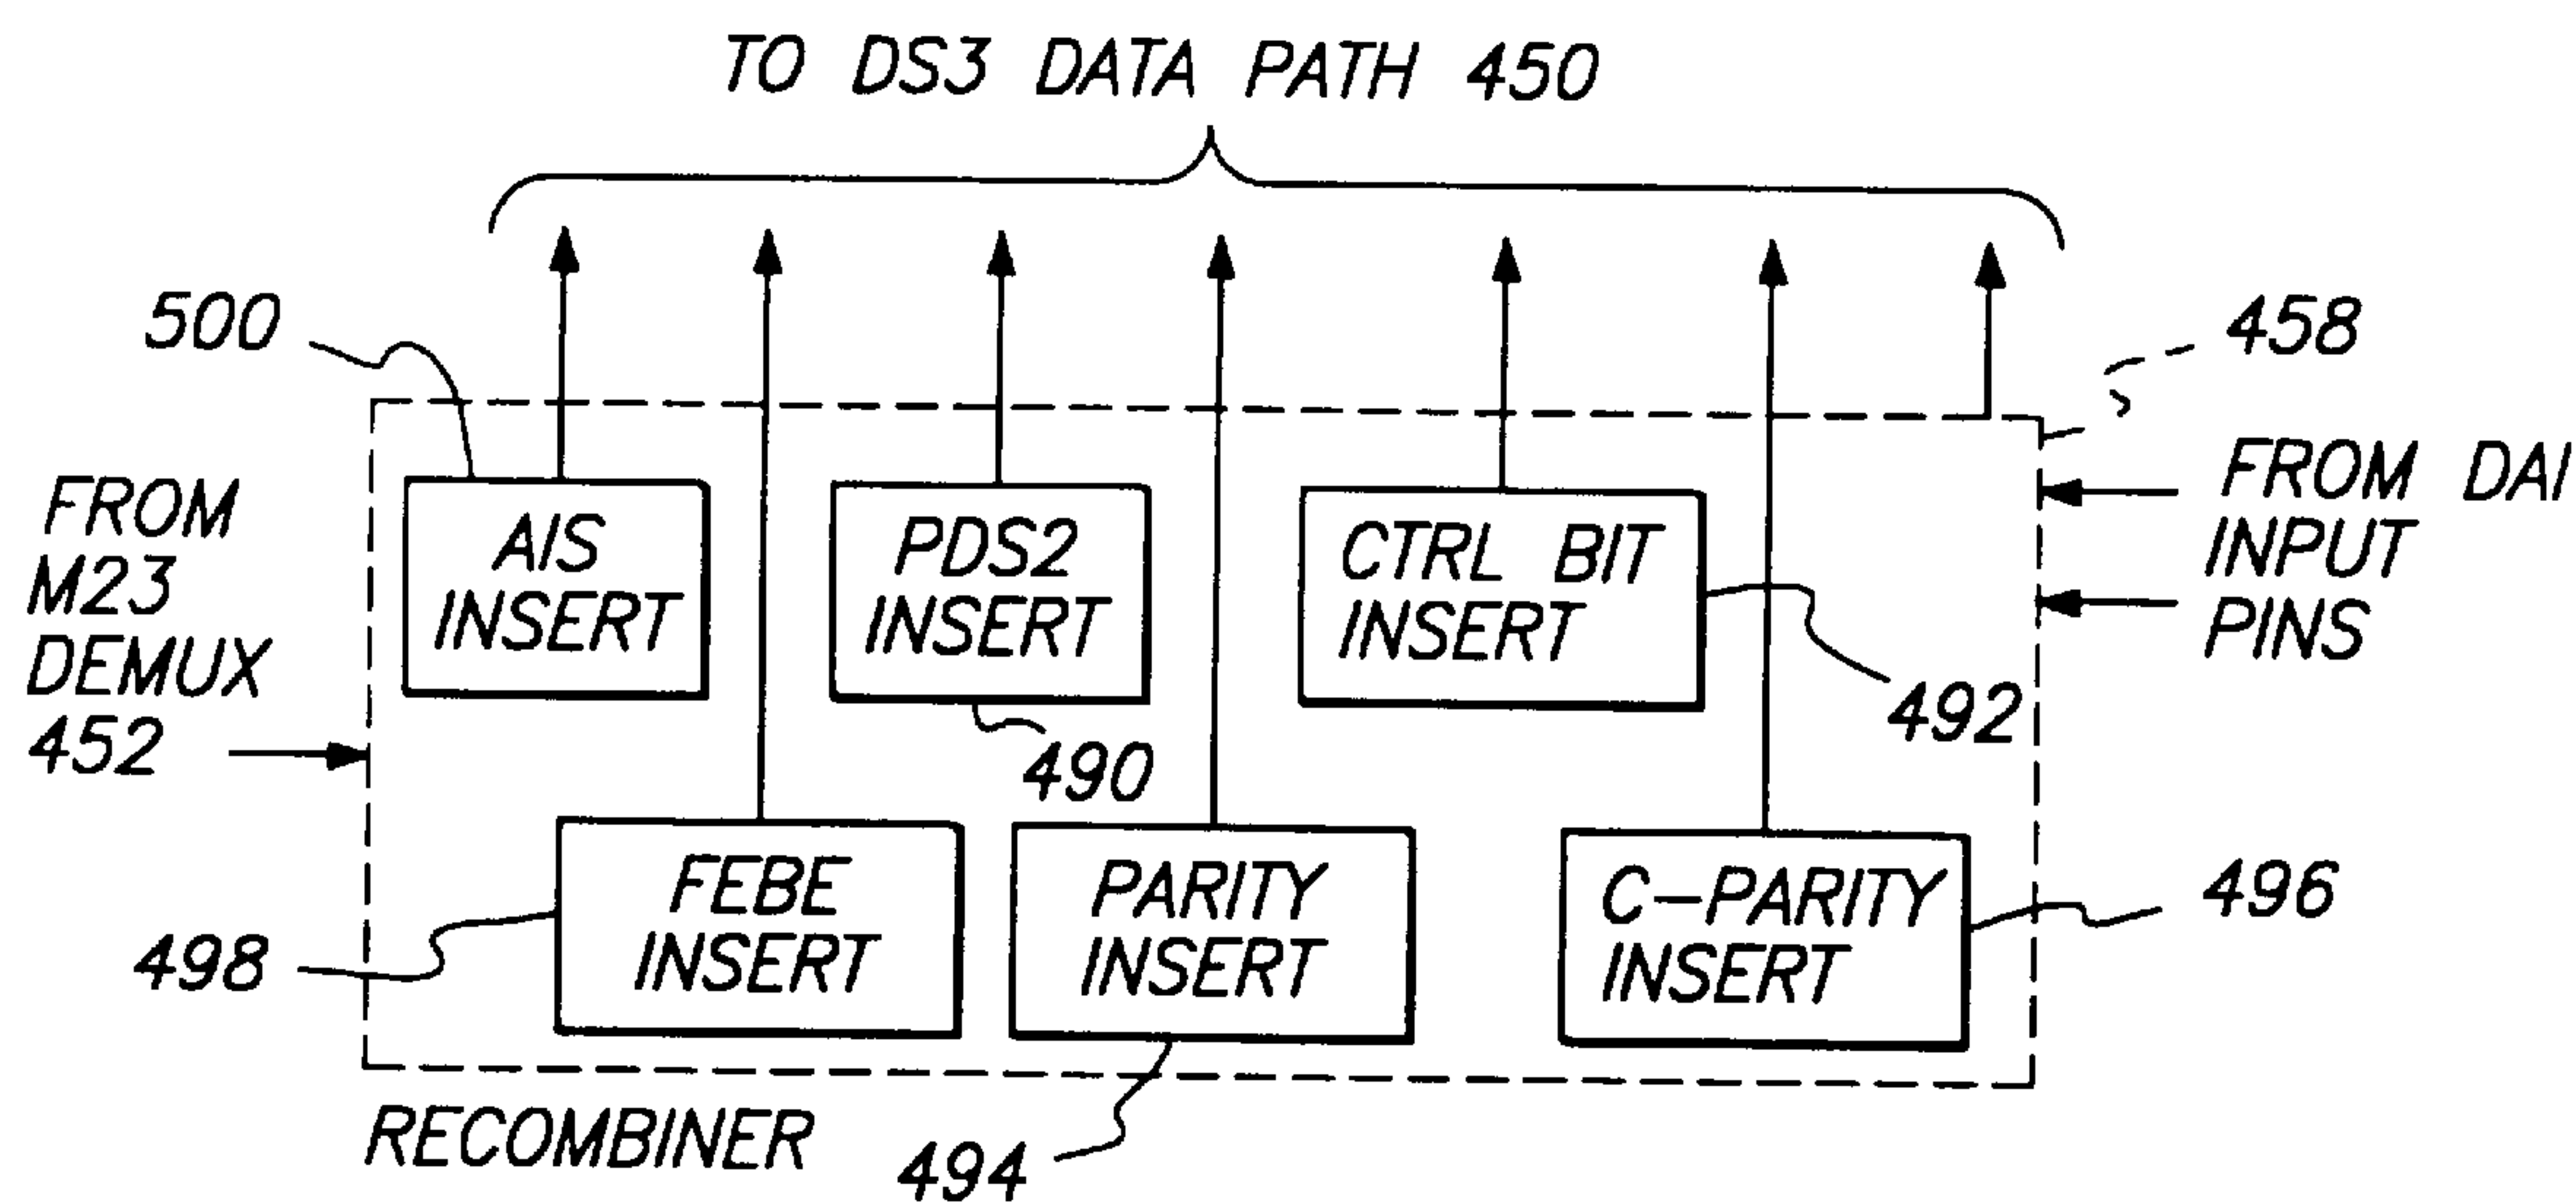 TO DS3 DATA PATH 450
500
458
FROM
M23
DEMUX
452
AIS
INSERT
PDS2
INSERT
490
CTRL BIT
INSERT
492
FROM DAI
INPUT
PINS
498
FEBE
INSERT
PARITY
INSERT
494
C-PARITY
INSERT
496
RECOMBINER